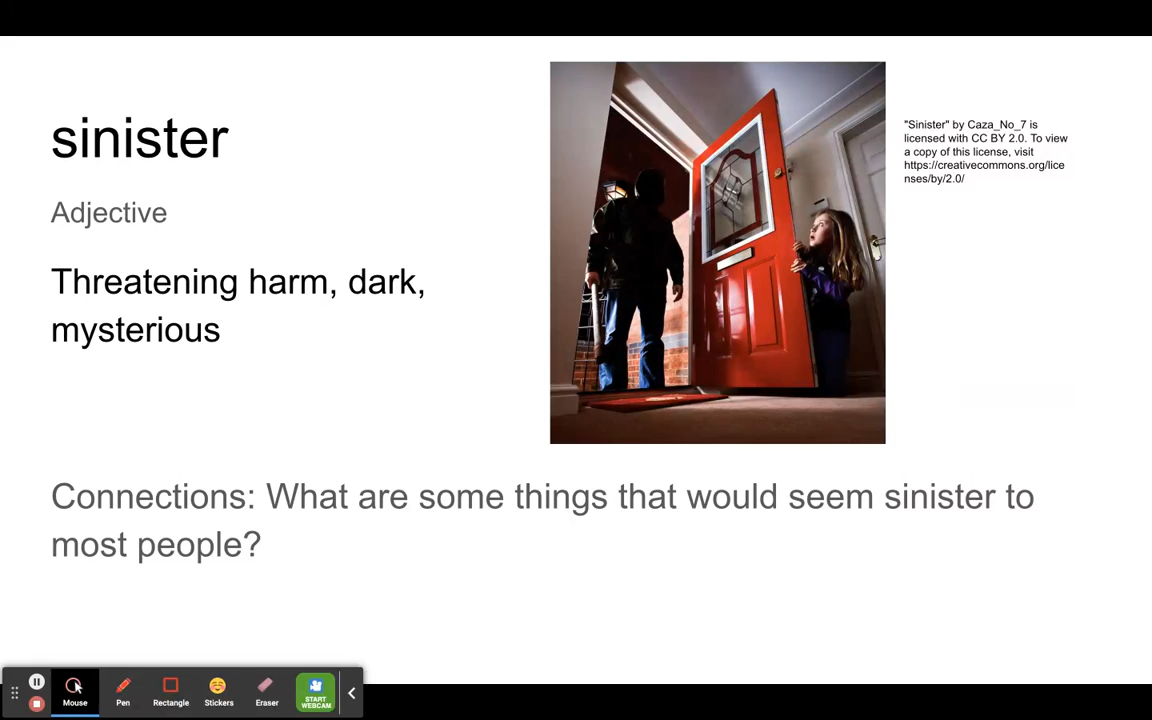 sinister
Adjective
Threatening harm, dark,
mysterious
"Sinister" by Caza_No_7 is
licensed with CC BY 2.0. To view
a copy of this license, visit
https://creativecommons.org/lice
nses/by/2.0/
Connections: What are some things that would seem sinister to
most people?
Mouse
Pen
Rectangle
Stickers
Eraser
START
WEBCAM